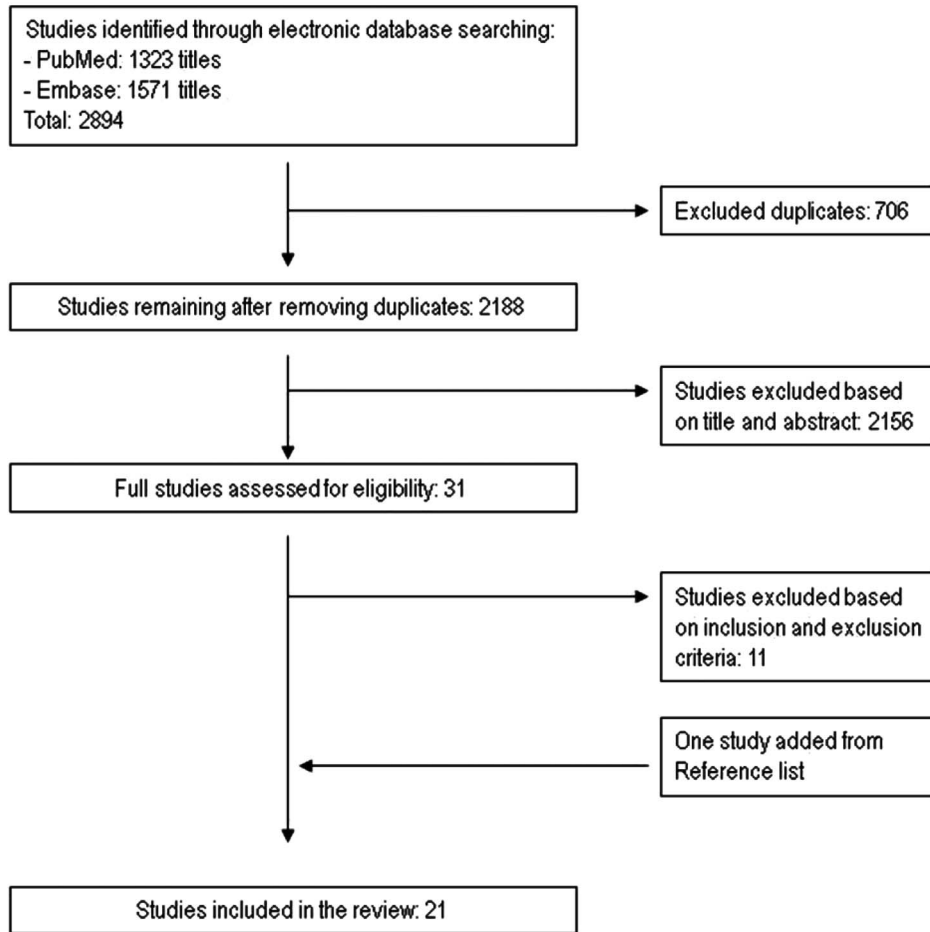 Studies identified through electronic database searching:
- PubMed: 1323 titles
- Embase: 1571 titles
Total: 2894
Excluded duplicates: 706
Studies remaining after removing duplicates: 2188
Studies excluded based
on title and abstract: 2156
Full studies assessed for eligibility: 31
Studies excluded based
on inclusion and exclusion
criteria: 11
One study added from
Reference list
Studies included in the review: 21